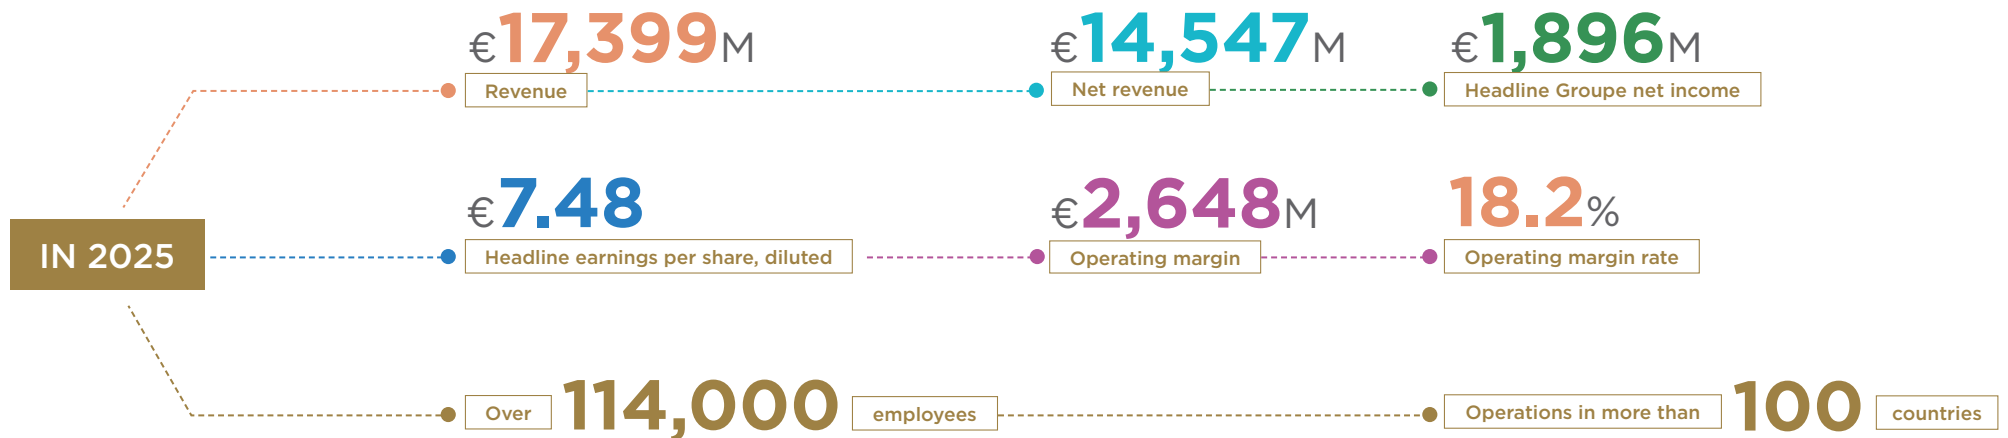 €17,399M
Revenue
€14,547M
Net revenue
€1,896M
Headline Groupe net income
IN 2025
€7.48
Headline earnings per share, diluted
€2,648M
Operating margin
18.2%
Operating margin rate
Over 114,000 employees
Operations in more than 100 countries